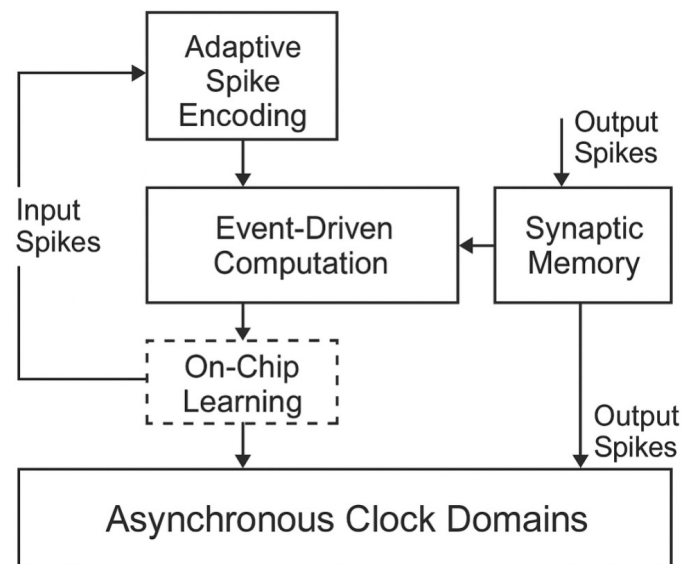 Adaptive
Spike
Encoding
Output
Spikes
Input
Spikes
Event-Driven
Computation
Synaptic
Memory
On-Chip
Learning
Output
Spikes
Asynchronous Clock Domains